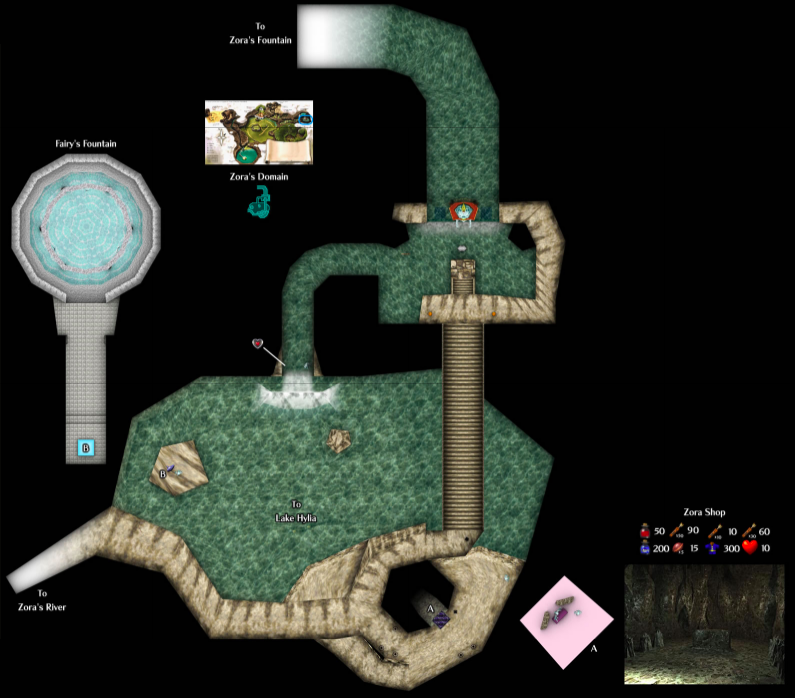 To
Zora's Fountain
Fairy's Fountain
Zora's Domain
B
B
To
Lake Hylia
To
Zora's River
A
A
Zora Shop
50 90 10 60
200 15 300 10